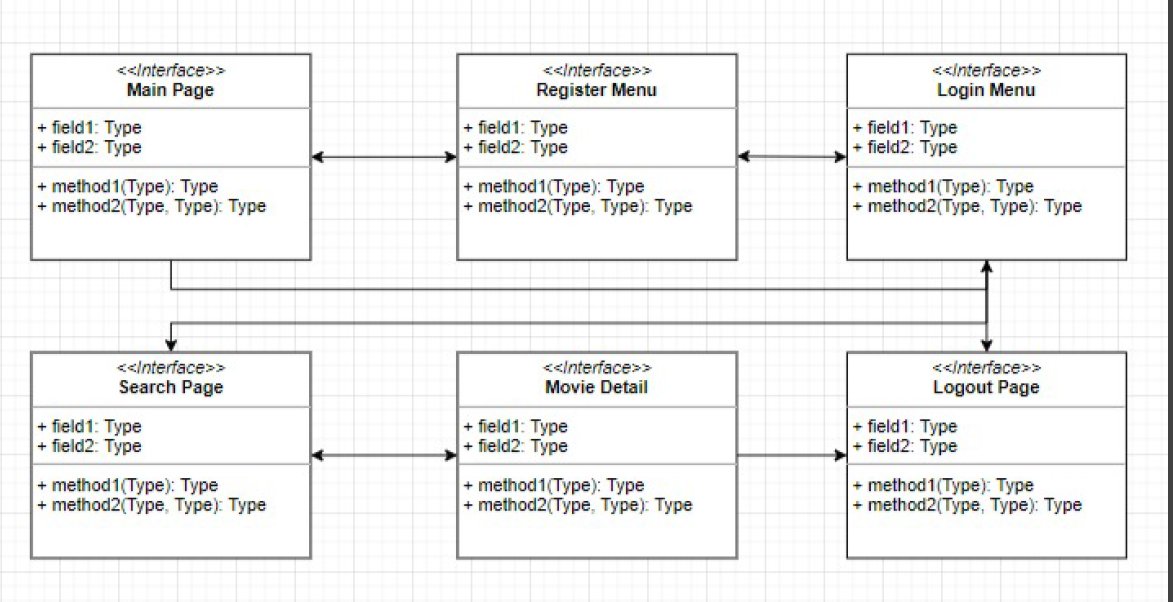 <<Interface>>
Main Page
+ field1: Type
+ field2: Type
+ method1(Type): Type
+ method2(Type, Type): Type
<<Interface>>
Register Menu
+ field1: Type
+ field2: Type
+ method1(Type): Type
+ method2(Type, Type): Type
<<Interface>>
Login Menu
+ field1: Type
+ field2: Type
+ method1(Type): Type
+ method2(Type, Type): Type
<<Interface>>
Search Page
+ field1: Type
+ field2: Type
+ method1(Type): Type
+ method2(Type, Type): Type
<<Interface>>
Movie Detail
+ field1: Type
+ field2: Type
+ method1(Type): Type
+ method2(Type, Type): Type
<<Interface>>
Logout Page
+ field1: Type
+ field2: Type
+ method1(Type): Type
+ method2(Type, Type): Type